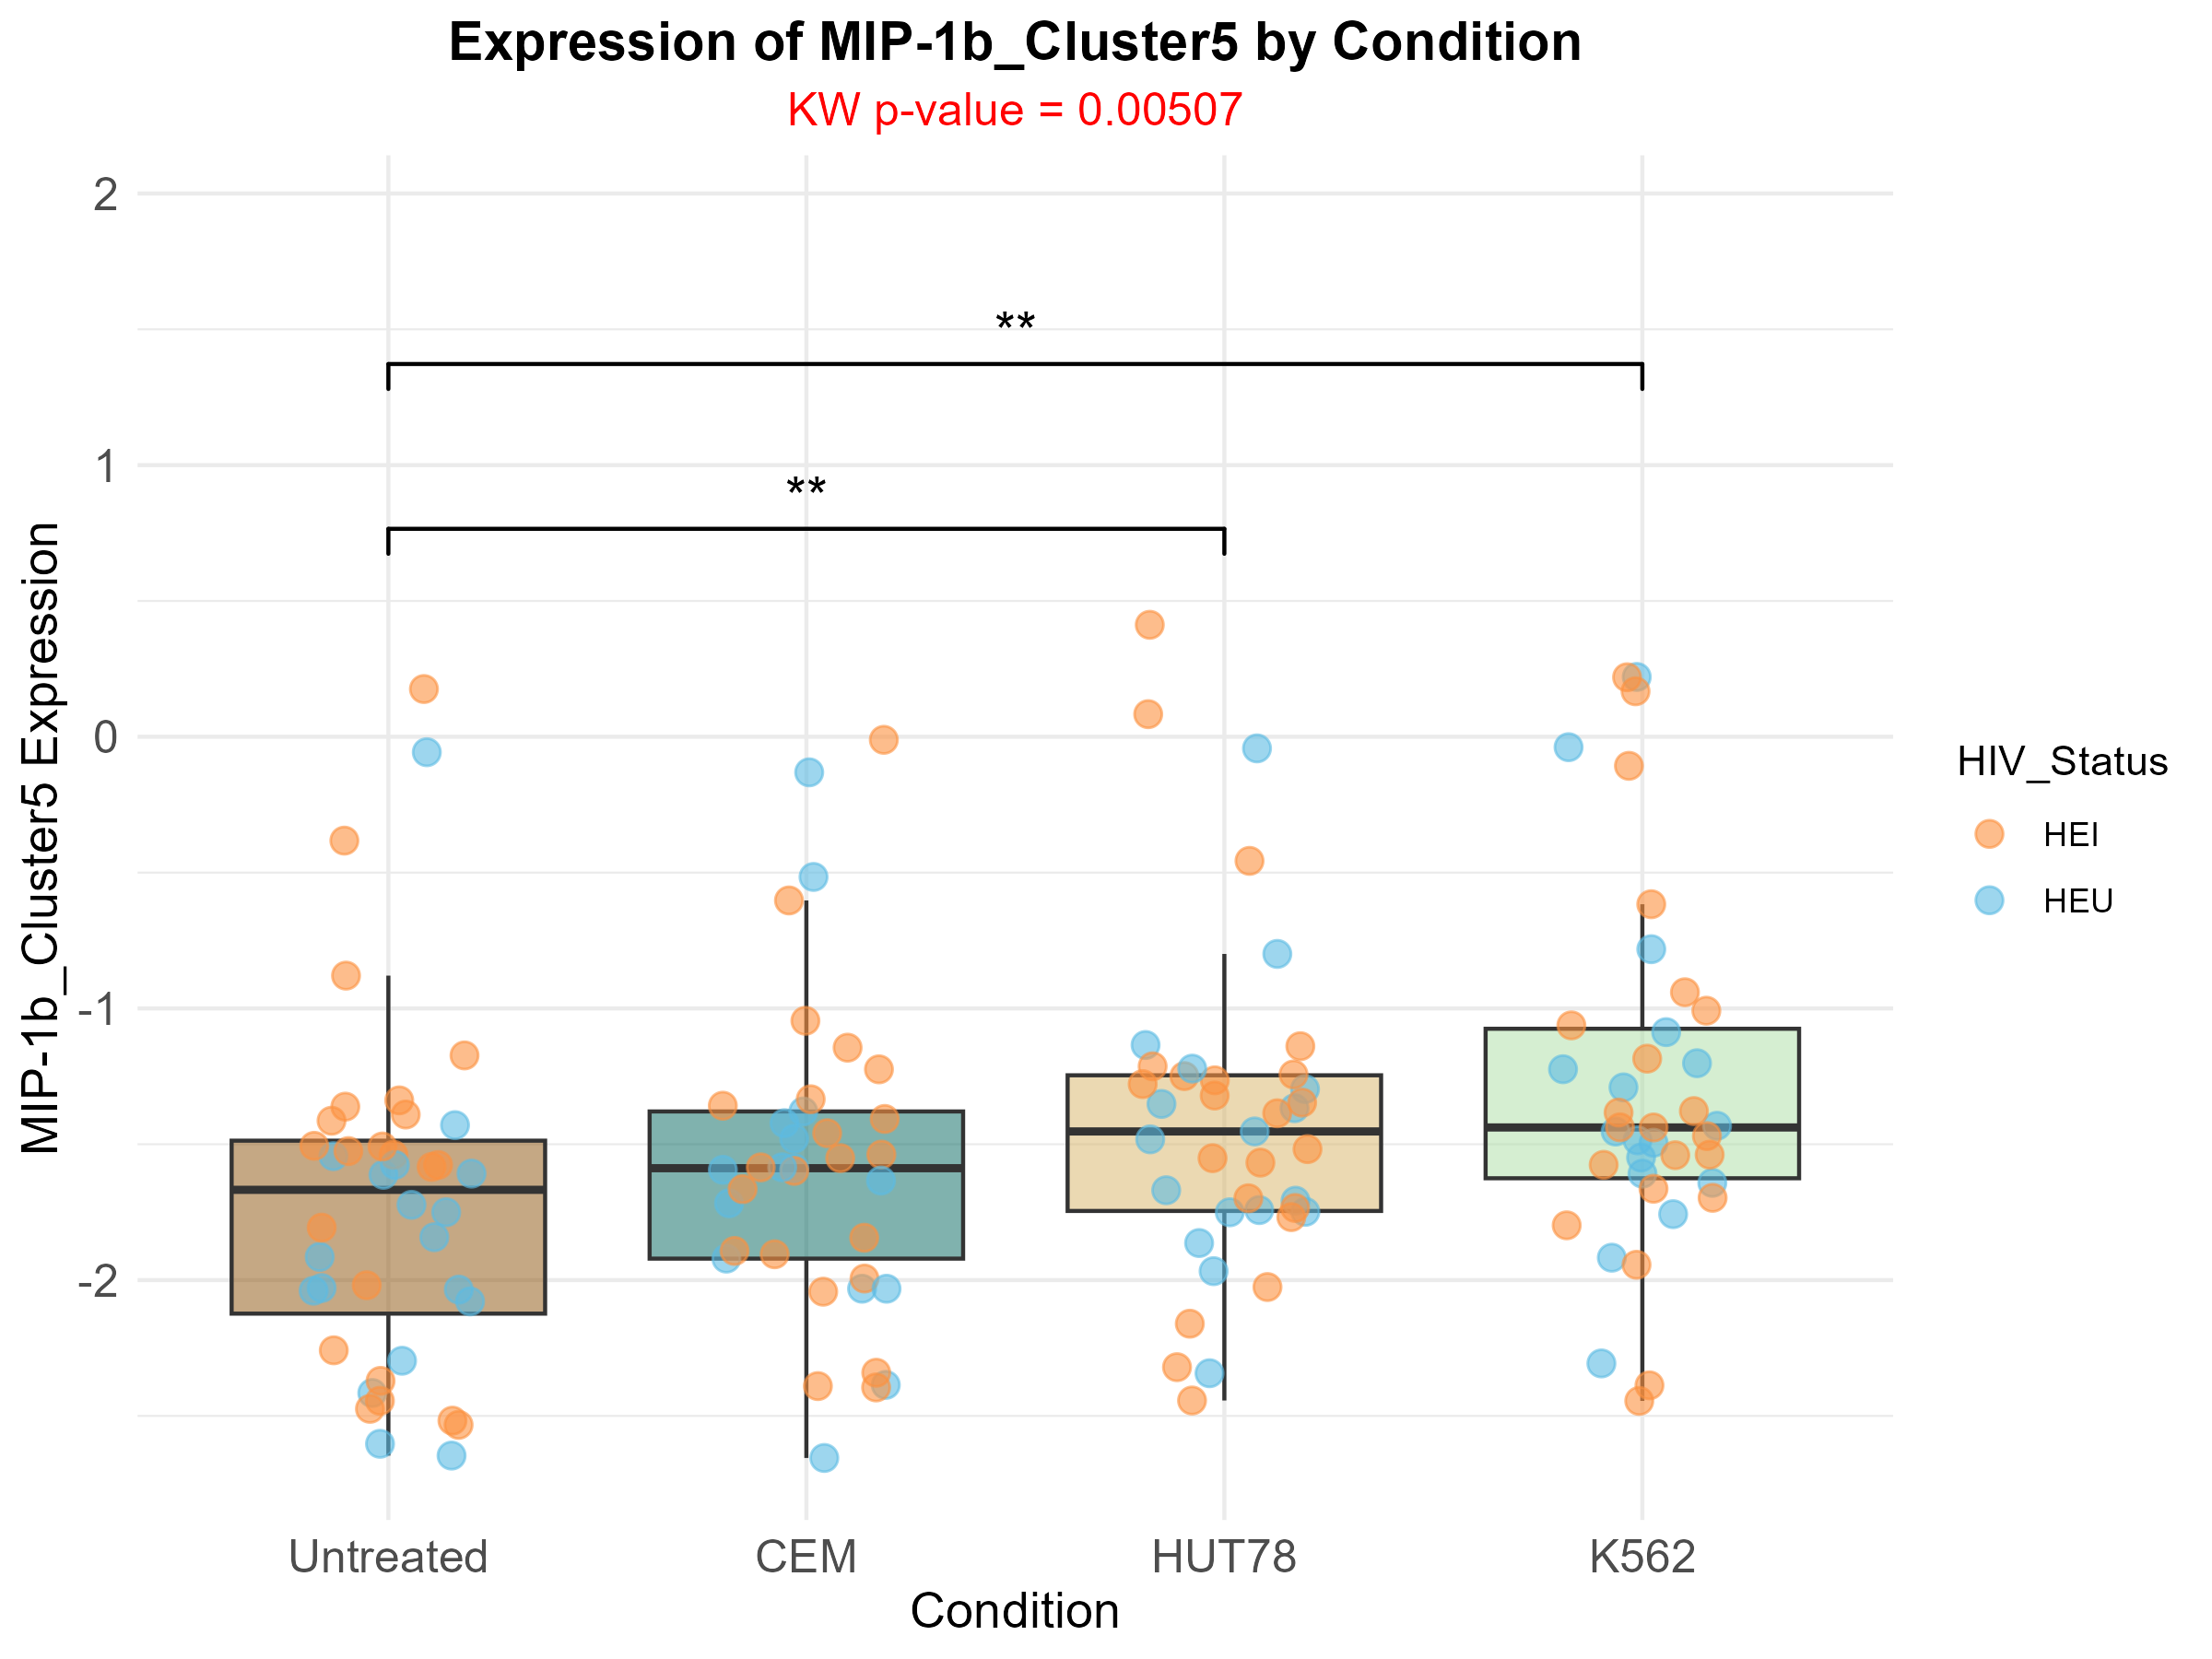 Expression of MIP-1b_Cluster5 by Condition
KW p-value = 0.00507
MIP-1b_Cluster5 Expression
2
1
0
-1
-2
**
**
Untreated
CEM
HUT78
K562
Condition
HIV_Status
HEI
HEU